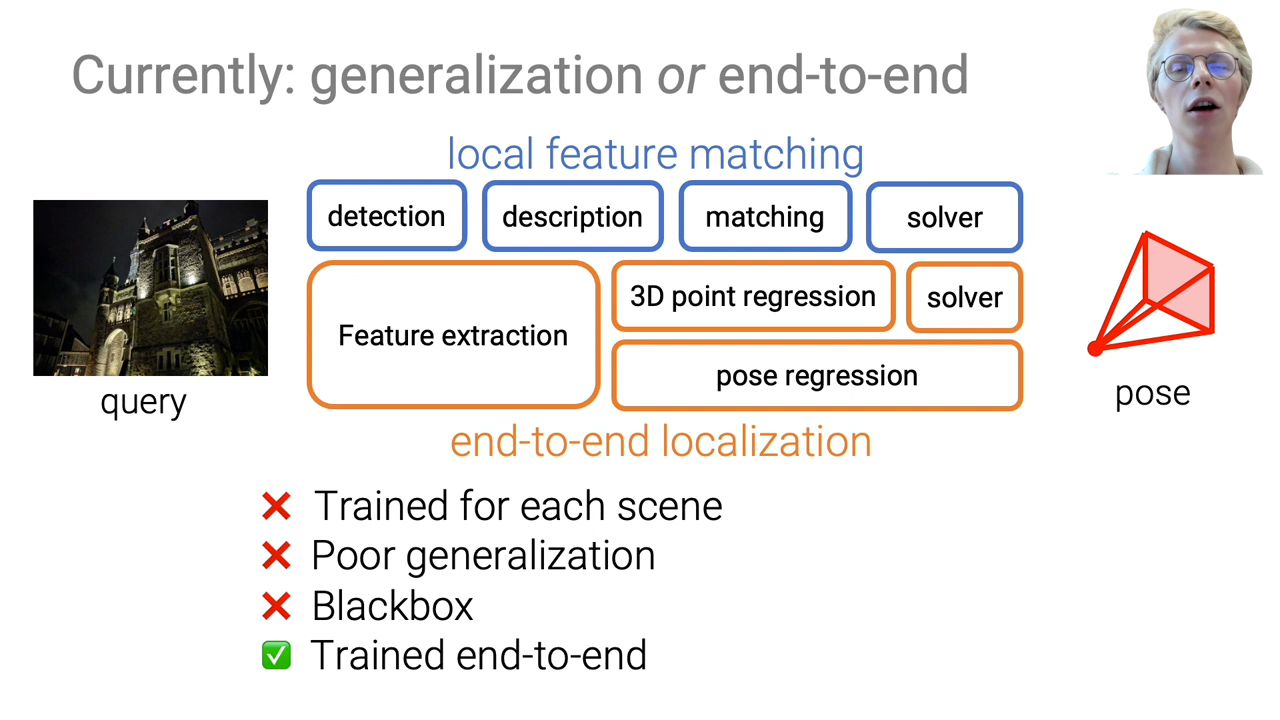 Currently: generalization or end-to-end
local feature matching
detection
description
matching
solver
Feature extraction
3D point regression
solver
pose regression
query
pose
end-to-end localization
❌ Trained for each scene
❌ Poor generalization
❌ Blackbox
✅ Trained end-to-end